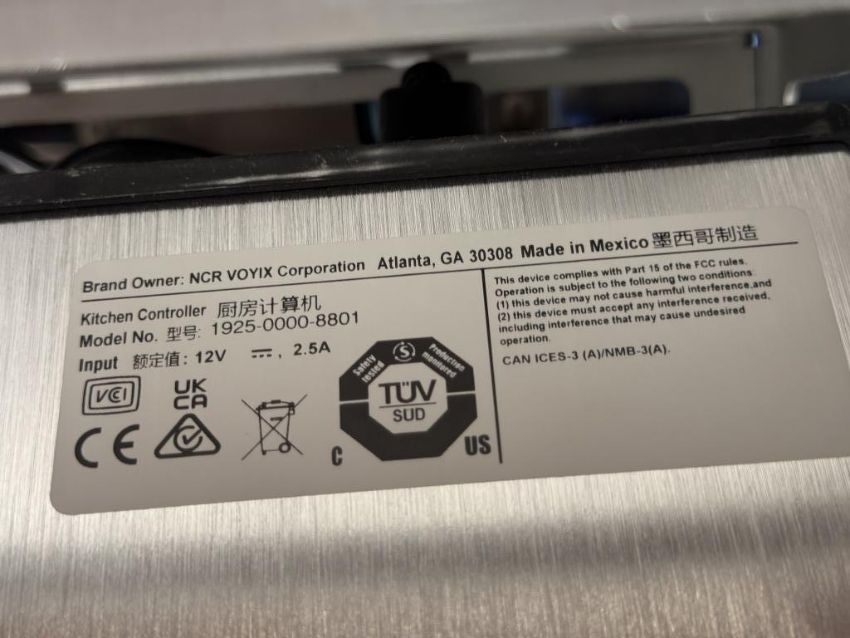 Brand Owner: NCR VOYIX Corporation Atlanta, GA 30308 Made in Mexico 墨西哥制造
Kitchen Controller 厨房计算机
Model No. 型号: 1925-0000-8801
Input 额定值: 12V ⎓, 2.5A
VCI
UK
CA
CE
Safety tested
S
Production monitored
TÜV
SUD
C US
This device complies with Part 15 of the FCC rules.
Operation is subject to the following two conditions:
(1) this device may not cause harmful interference,and
(2) this device must accept any interference received,
including interference that may cause undesired
operation.
CAN ICES-3 (A)/NMB-3(A).